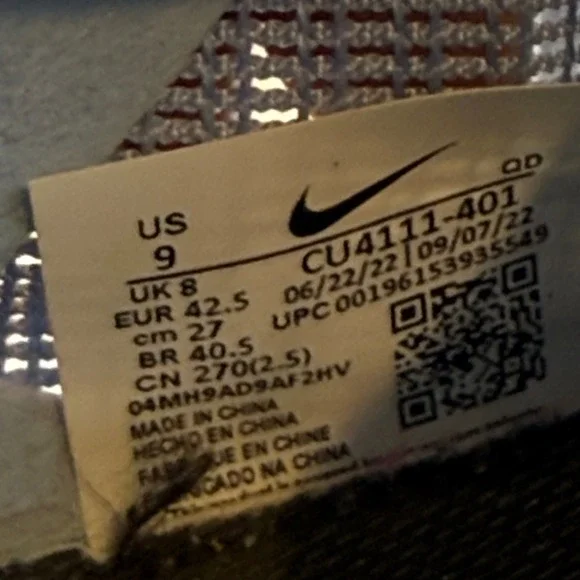 QD
US
9
CU4111-401
UK 8
06/22/22 | 09/07/22
EUR 42.5
UPC 00196153935549
cm 27
BR 40.5
CN 270(2.5)
04MH9AD9AF2HV
MADE IN CHINA
HECHO EN CHINA
EN CHINE
NA CHINA